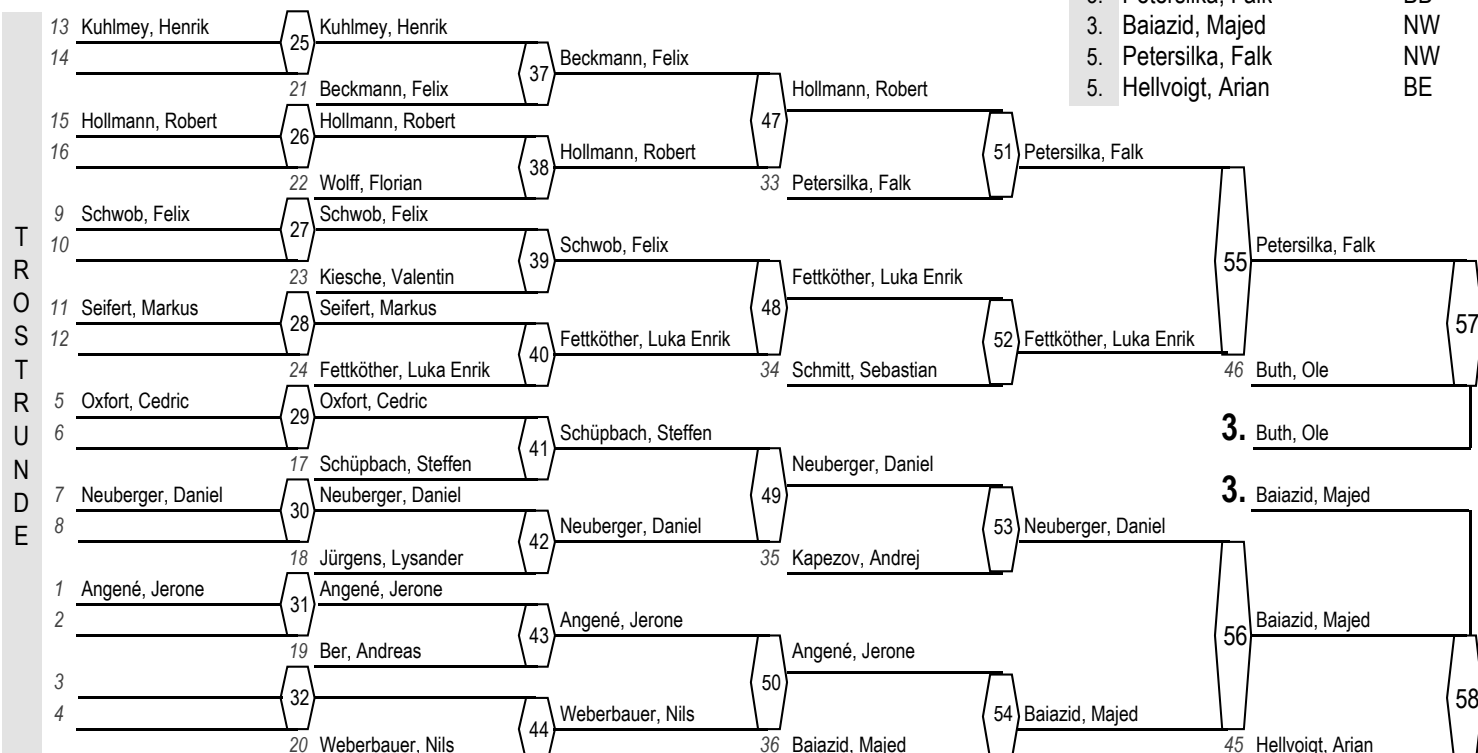 3. Petersilka, Falk BB
3. Baiazid, Majed NW
5. Petersilka, Falk NW
5. Hellvoigt, Arian BE
TROSTRUNDE
13 Kuhlmey, Henrik
14
25
Kuhlmey, Henrik
21 Beckmann, Felix
37
Beckmann, Felix
15 Hollmann, Robert
16
26
Hollmann, Robert
22 Wolff, Florian
38
Hollmann, Robert
47
Hollmann, Robert
33 Petersilka, Falk
51
Petersilka, Falk
9 Schwob, Felix
10
27
Schwob, Felix
23 Kiesche, Valentin
39
Schwob, Felix
11 Seifert, Markus
12
28
Seifert, Markus
24 Fettköther, Luka Enrik
40
Fettköther, Luka Enrik
48
Fettköther, Luka Enrik
34 Schmitt, Sebastian
52
Fettköther, Luka Enrik
55
Petersilka, Falk
46 Buth, Ole
57
3. Buth, Ole
5 Oxfort, Cedric
6
29
Oxfort, Cedric
17 Schüpbach, Steffen
41
Schüpbach, Steffen
7 Neuberger, Daniel
8
30
Neuberger, Daniel
18 Jürgens, Lysander
42
Neuberger, Daniel
49
Neuberger, Daniel
35 Kapezov, Andrej
53
Neuberger, Daniel
3. Baiazid, Majed
1 Angené, Jerone
2
31
Angené, Jerone
19 Ber, Andreas
43
Angené, Jerone
3
4
32
20 Weberbauer, Nils
44
Weberbauer, Nils
50
Angené, Jerone
36 Baiazid, Majed
54
Baiazid, Majed
56
Baiazid, Majed
45 Hellvoigt, Arian
58